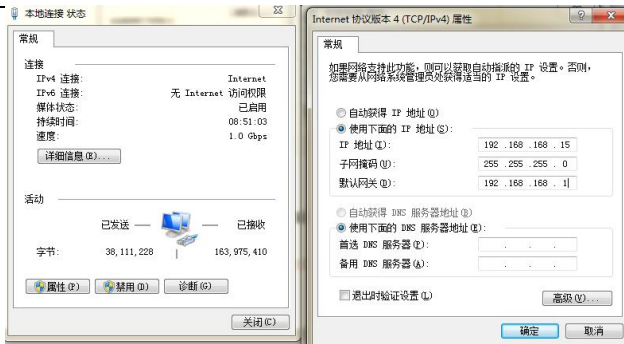 本地连接 状态
常规
连接
IPv4 连接: Internet
IPv6 连接: 无 Internet 访问权限
媒体状态: 已启用
持续时间: 08:51:03
速度: 1.0 Gbps
详细信息(E)...
活动
已发送 — — 已接收
字节: 38,111,228 163,975,410
属性(P) 禁用(D) 诊断(G)
关闭(C)
Internet 协议版本 4 (TCP/IPv4) 属性
常规
如果网络支持此功能，则可以获取自动指派的 IP 设置。否则，
您需要从网络系统管理员处获得适当的 IP 设置。
自动获得 IP 地址(O)
使用下面的 IP 地址(S):
IP 地址(I): 192 .168 .168 . 15
子网掩码(U): 255 .255 .255 . 0
默认网关(D): 192 .168 .168 . 1
自动获得 DNS 服务器地址(B)
使用下面的 DNS 服务器地址(E):
首选 DNS 服务器(P): . . .
备用 DNS 服务器(A): . . .
退出时验证设置(L)
高级(V)...
确定 取消